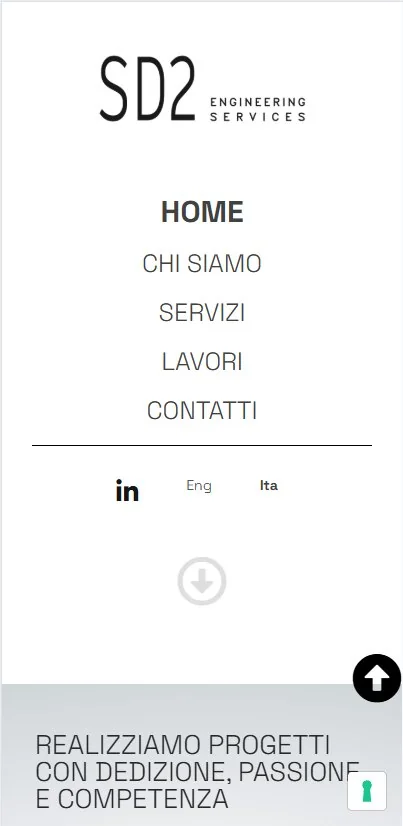 SD2 ENGINEERING
SERVICES
HOME
CHI SIAMO
SERVIZI
LAVORI
CONTATTI
in Eng Ita
REALIZZIAMO PROGETTI
CON DEDIZIONE, PASSIONE
E COMPETENZA